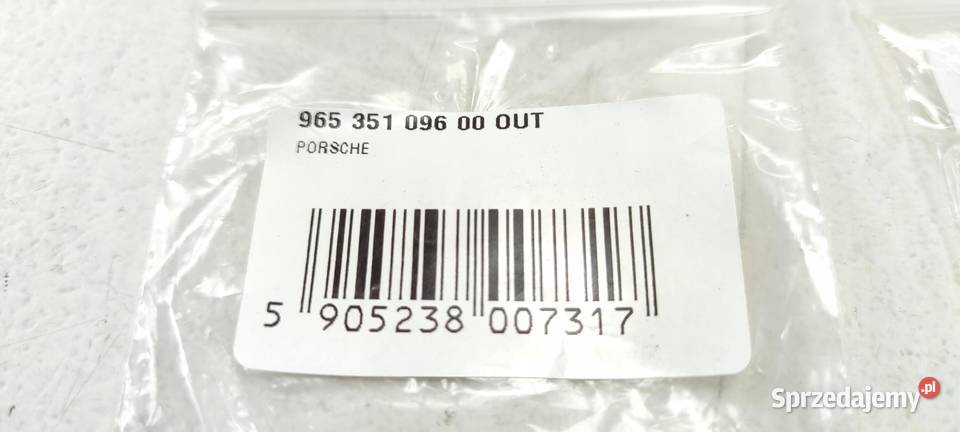 965 351 096 00 OUT
PORSCHE
5 905238 007317
Sprzedajemy.pl